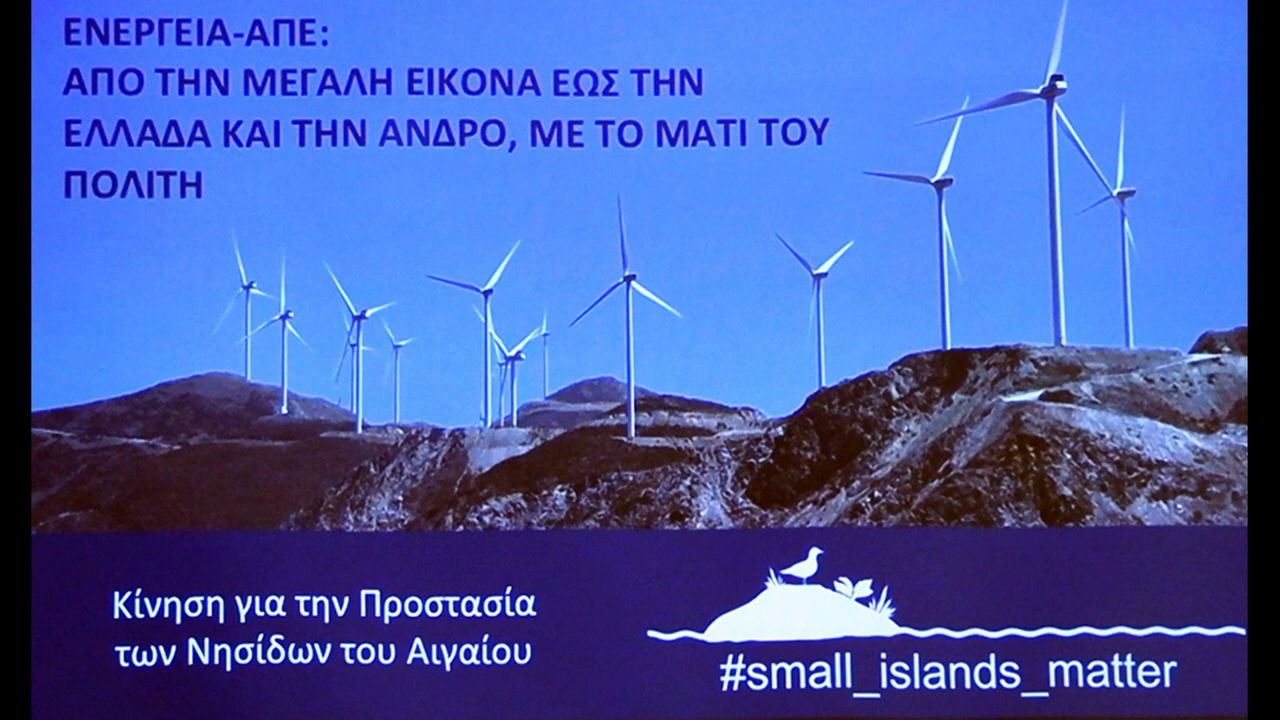 ΕΝΕΡΓΕΙΑ-ΑΠΕ:
ΑΠΟ ΤΗΝ ΜΕΓΑΛΗ ΕΙΚΟΝΑ ΕΩΣ ΤΗΝ
ΕΛΛΑΔΑ ΚΑΙ ΤΗΝ ΑΝΔΡΟ, ΜΕ ΤΟ ΜΑΤΙ ΤΟΥ
ΠΟΛΙΤΗ
Κίνηση για την Προστασία
των Νησίδων του Αιγαίου
#small_islands_matter